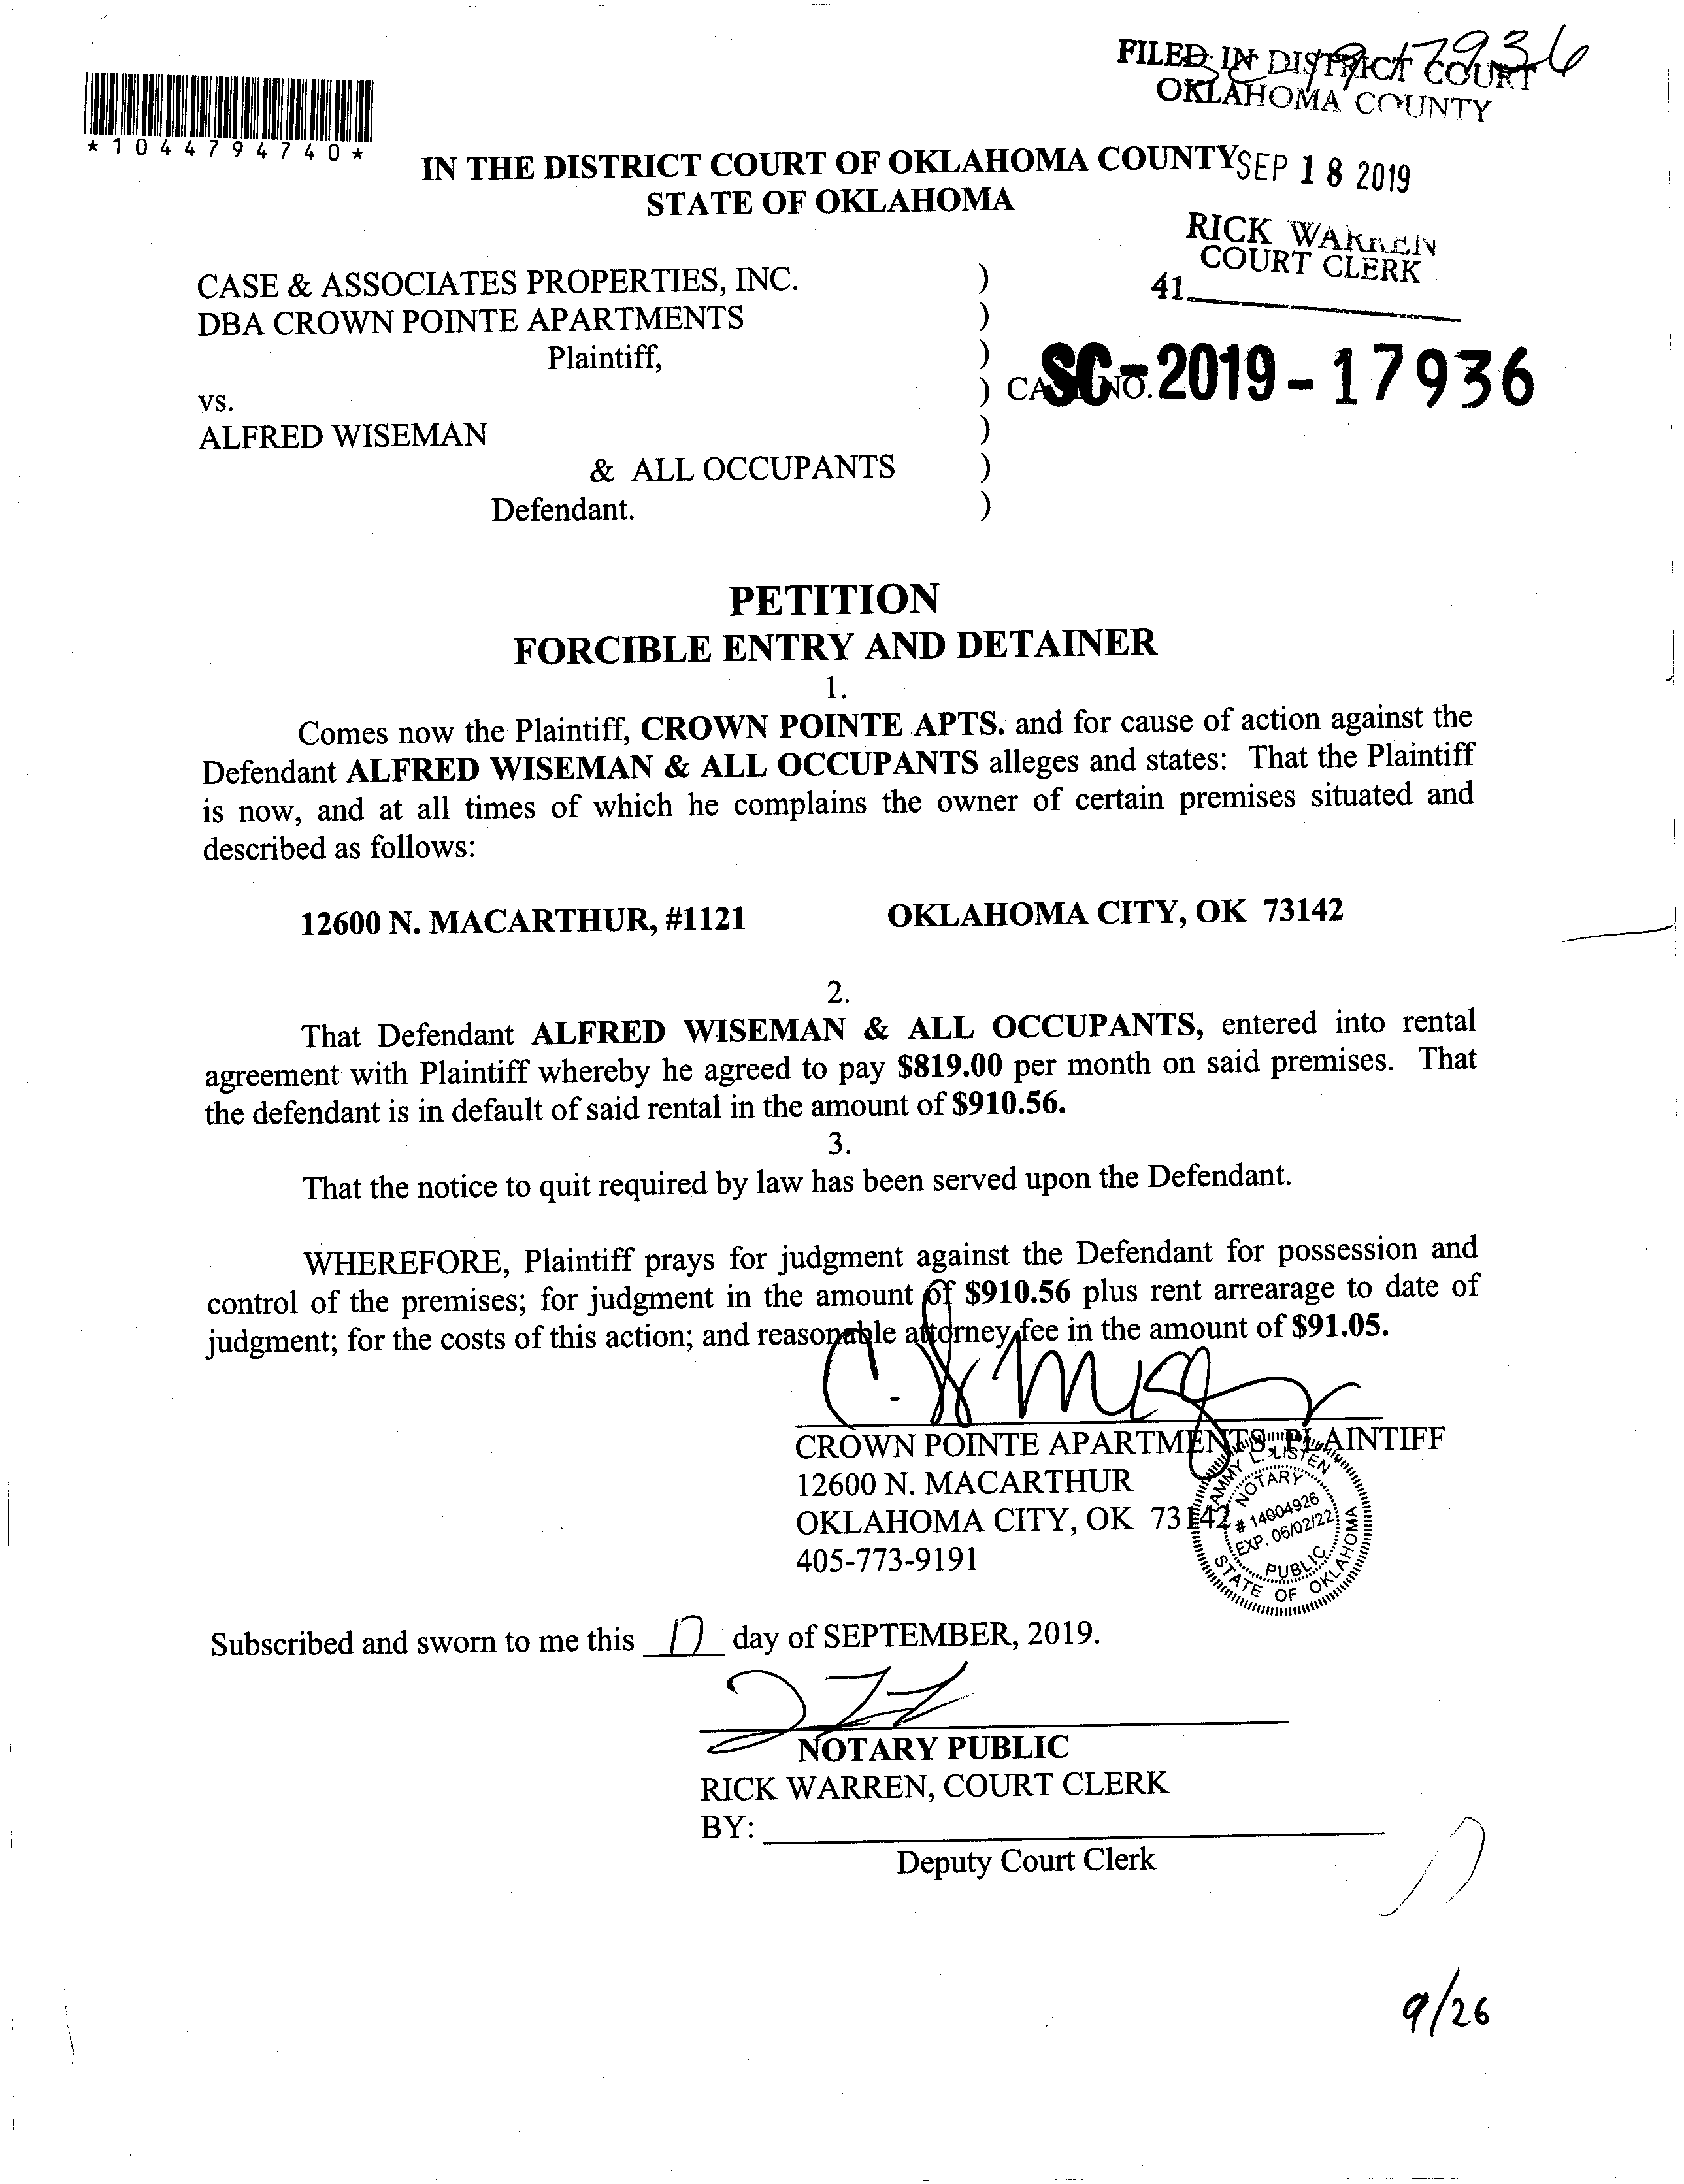 SC-19-17936
FILED IN DISTRICT COURT
OKLAHOMA COUNTY
*1044794740*
IN THE DISTRICT COURT OF OKLAHOMA COUNTY
SEP 18 2019
STATE OF OKLAHOMA
RICK WARREN
COURT CLERK
41
CASE & ASSOCIATES PROPERTIES, INC. )
DBA CROWN POINTE APARTMENTS )
Plaintiff, )
) CASE NO. SC-2019-17936
vs.
ALFRED WISEMAN )
& ALL OCCUPANTS )
Defendant. )
PETITION
FORCIBLE ENTRY AND DETAINER
1.
Comes now the Plaintiff, CROWN POINTE APTS. and for cause of action against the
Defendant ALFRED WISEMAN & ALL OCCUPANTS alleges and states: That the Plaintiff
is now, and at all times of which he complains the owner of certain premises situated and
described as follows:
12600 N. MACARTHUR, #1121 OKLAHOMA CITY, OK 73142
2.
That Defendant ALFRED WISEMAN & ALL OCCUPANTS, entered into rental
agreement with Plaintiff whereby he agreed to pay $819.00 per month on said premises. That
the defendant is in default of said rental in the amount of $910.56.
3.
That the notice to quit required by law has been served upon the Defendant.
WHEREFORE, Plaintiff prays for judgment against the Defendant for possession and
control of the premises; for judgment in the amount of $910.56 plus rent arrearage to date of
judgment; for the costs of this action; and reasonable attorney fee in the amount of $91.05.
CROWN POINTE APARTMENTS, PLAINTIFF
12600 N. MACARTHUR
OKLAHOMA CITY, OK 73142
405-773-9191
TAMMY L. LISTEN
NOTARY
# 14004926
EXP. 06/02/22
PUBLIC
STATE OF OKLAHOMA
Subscribed and sworn to me this 17 day of SEPTEMBER, 2019.
NOTARY PUBLIC
RICK WARREN, COURT CLERK
BY:
Deputy Court Clerk
9/26